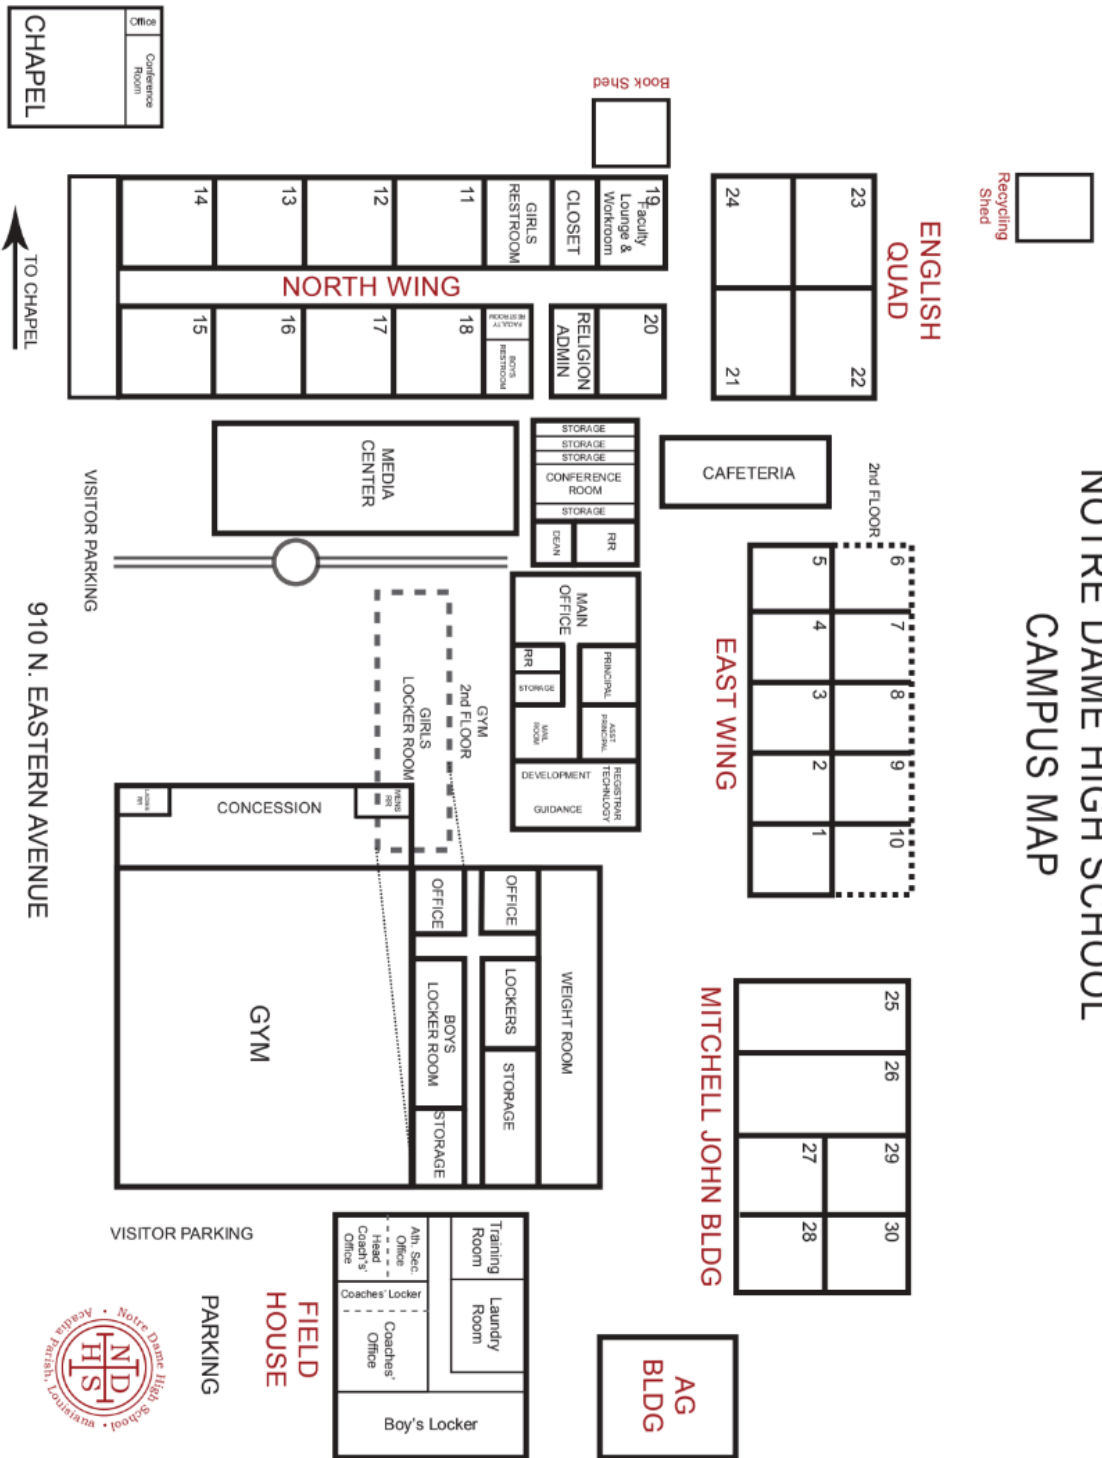 NOTRE DAME HIGH SCHOOL
CAMPUS MAP
Recycling
Shed
ENGLISH
QUAD
23
22
24
21
Book Shed
19
Faculty
Lounge &
Workroom
CLOSET
GIRLS
RESTROOM
11
12
13
14
NORTH WING
20
RELIGION
ADMIN
FACULTY
RESTROOM
BOYS
RESTROOM
18
17
16
15
CHAPEL
Office
Conference
Room
TO CHAPEL
CAFETERIA
STORAGE
STORAGE
STORAGE
CONFERENCE
ROOM
STORAGE
DEAN
RR
MEDIA
CENTER
VISITOR PARKING
2nd FLOOR
6
7
8
9
10
5
4
3
2
1
EAST WING
MAIN
OFFICE
RR
STORAGE
PRINCIPAL
MAIL
ROOM
ASST
PRINCIPAL
DEVELOPMENT
GUIDANCE
REGISTRAR
TECHNLOGY
GYM
2nd FLOOR
GIRLS
LOCKER ROOM
910 N. EASTERN AVENUE
LADIES
RR
CONCESSION
MENS
RR
GYM
OFFICE
OFFICE
BOYS
LOCKER ROOM
LOCKERS
STORAGE
STORAGE
WEIGHT ROOM
25
26
29
30
27
28
MITCHELL JOHN BLDG
AG
BLDG
Training
Room
Laundry
Room
Ath. Sec.
Office
Head
Coach's'
Office
Coaches' Locker
Coaches'
Office
Boy's Locker
FIELD
HOUSE
VISITOR PARKING
PARKING
Notre Dame High School •
Acadia Parish, Louisiana •
N D
H S